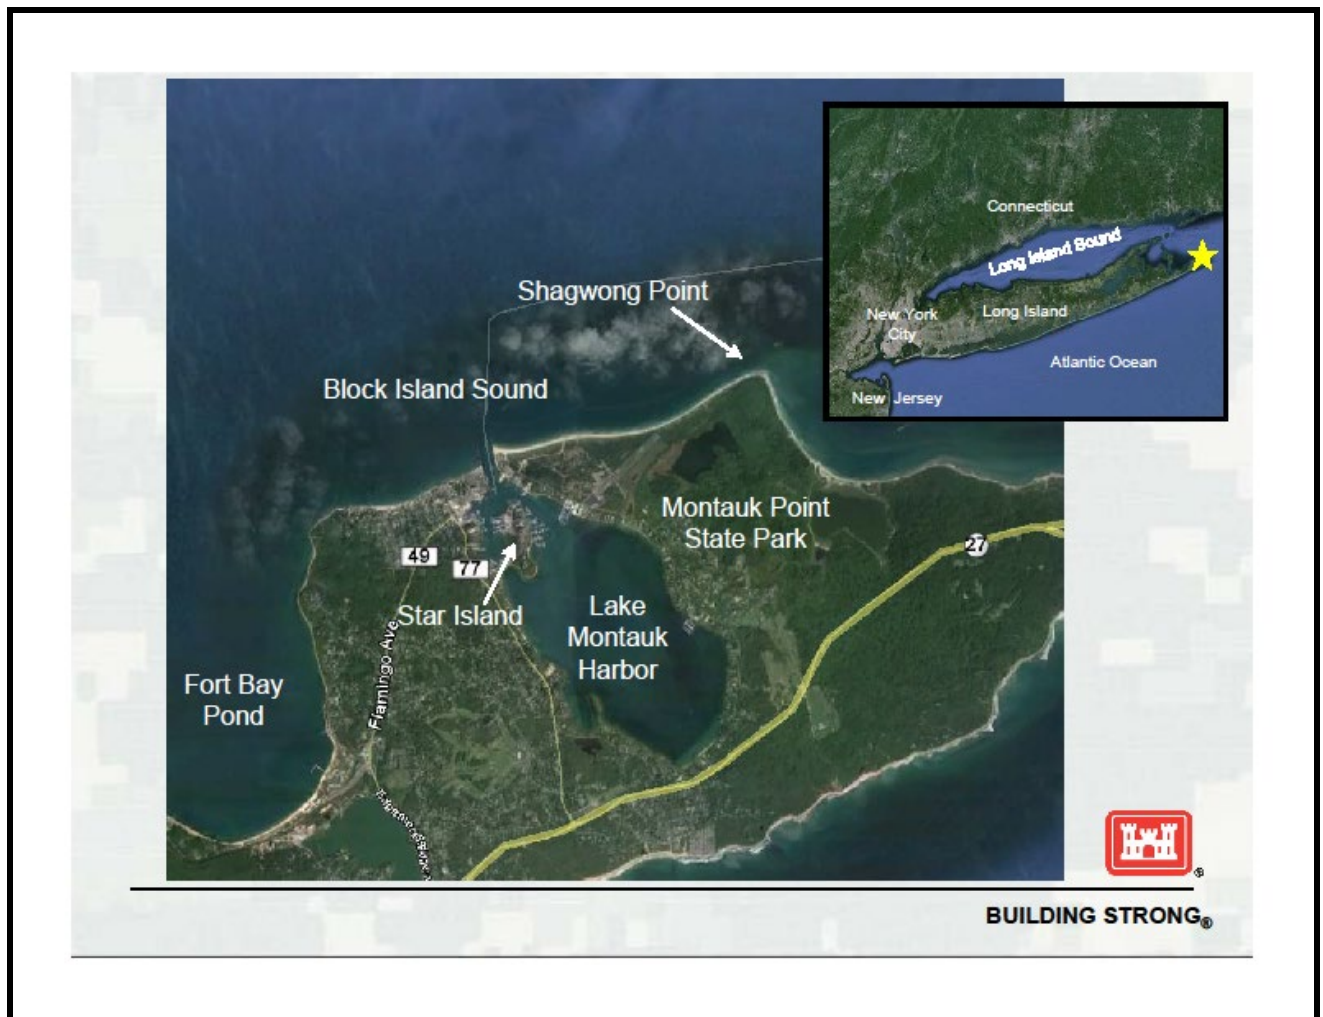 Connecticut
Long Island Sound
New York
City
Long Island
Atlantic Ocean
New Jersey
Shagwong Point
Block Island Sound
Montauk Point
State Park
27
49
77
Star Island
Lake
Montauk
Harbor
Flamingo Ave
Fort Bay
Pond
BUILDING STRONG®